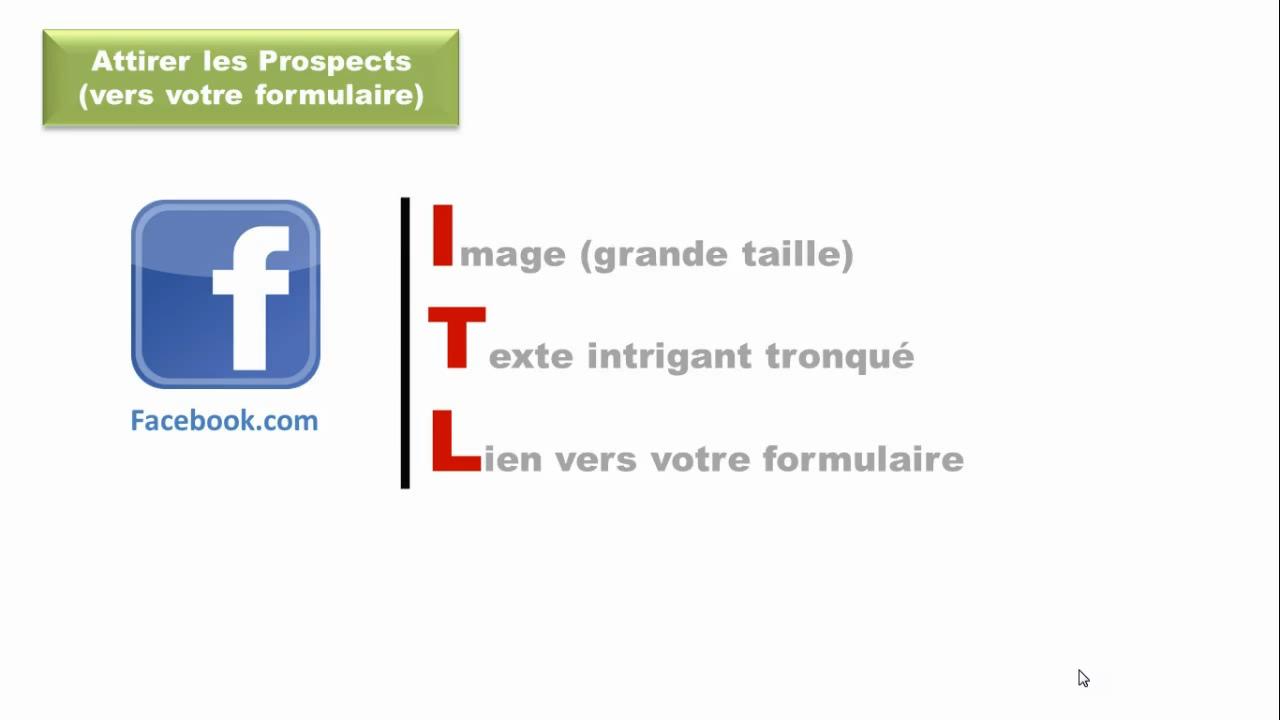 Attirer les Prospects
(vers votre formulaire)
f
Facebook.com
Image (grande taille)
Texte intrigant tronqué
Lien vers votre formulaire